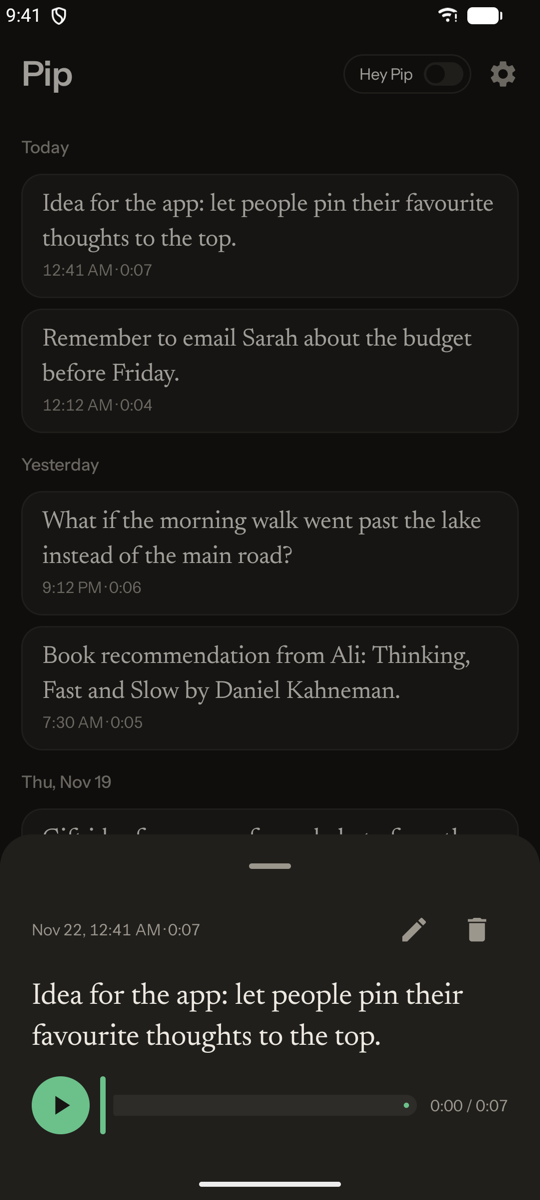 9:41
Pip
Hey Pip
Today
Idea for the app: let people pin their favourite
thoughts to the top.
12:41 AM·0:07
Remember to email Sarah about the budget
before Friday.
12:12 AM·0:04
Yesterday
What if the morning walk went past the lake
instead of the main road?
9:12 PM·0:06
Book recommendation from Ali: Thinking,
Fast and Slow by Daniel Kahneman.
7:30 AM·0:05
Thu, Nov 19
Nov 22, 12:41 AM·0:07
Idea for the app: let people pin their
favourite thoughts to the top.
0:00 / 0:07